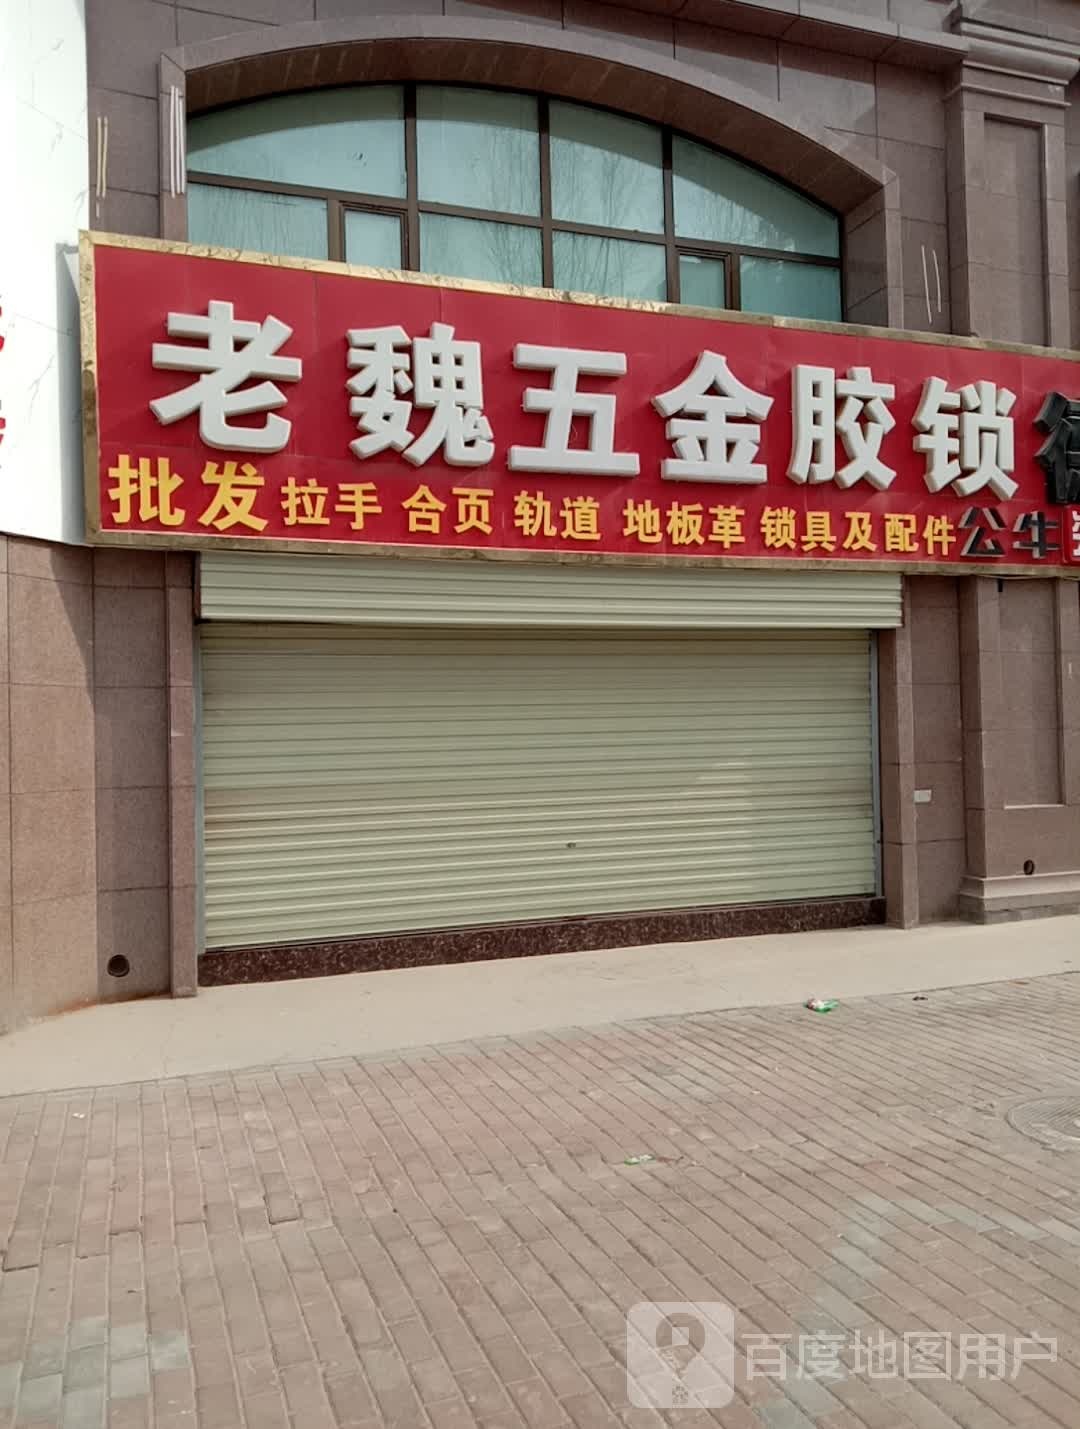 老魏五金胶锁
批发 拉手 合页 轨道 地板革 锁具及配件 公牛
百度地图用户